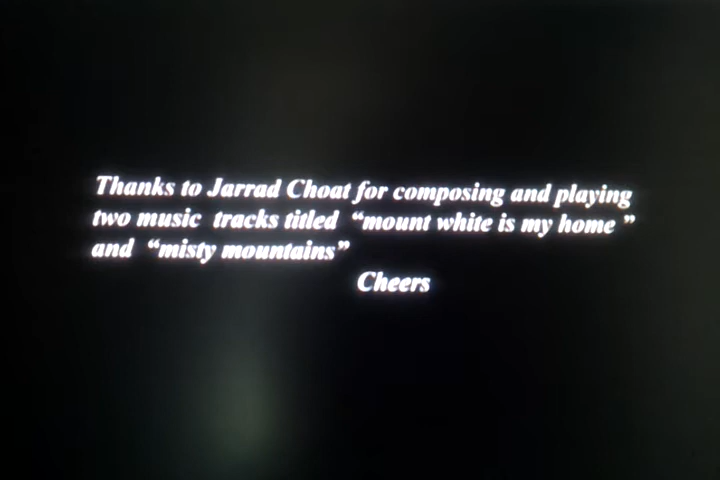 Thanks to Jarrad Choat for composing and playing
two music tracks titled “mount white is my home ”
and “misty mountains”
Cheers